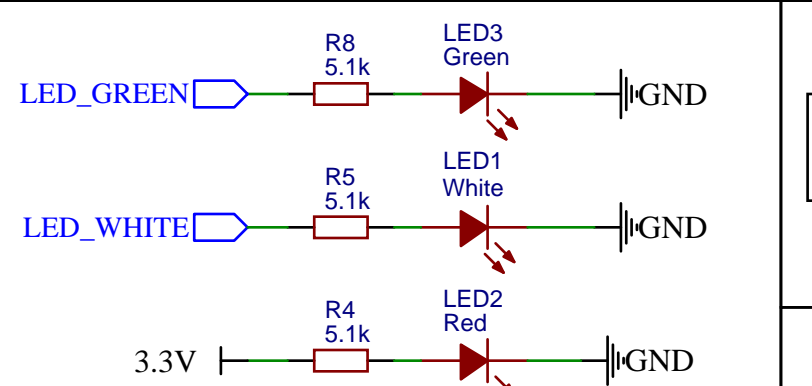 R8
5.1k
LED3
Green
LED_GREEN
GND
R5
5.1k
LED1
White
LED_WHITE
GND
R4
5.1k
LED2
Red
3.3V
GND